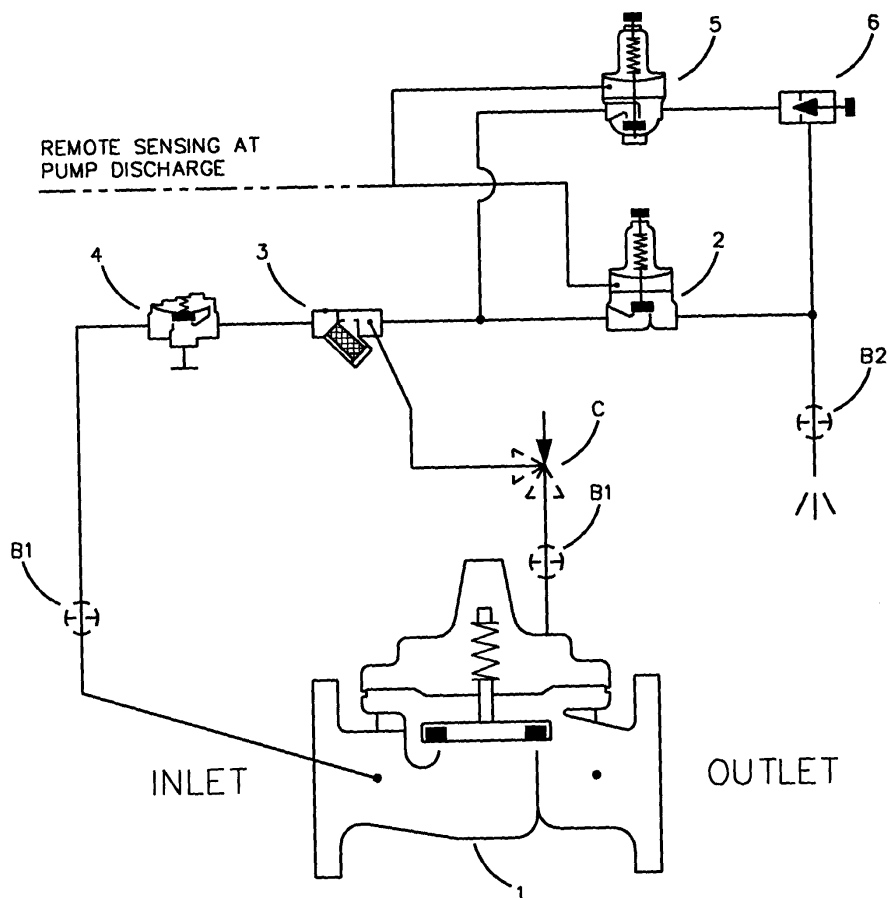 5
6
REMOTE SENSING AT
PUMP DISCHARGE
4
3
2
B2
C
B1
B1
INLET
OUTLET
1